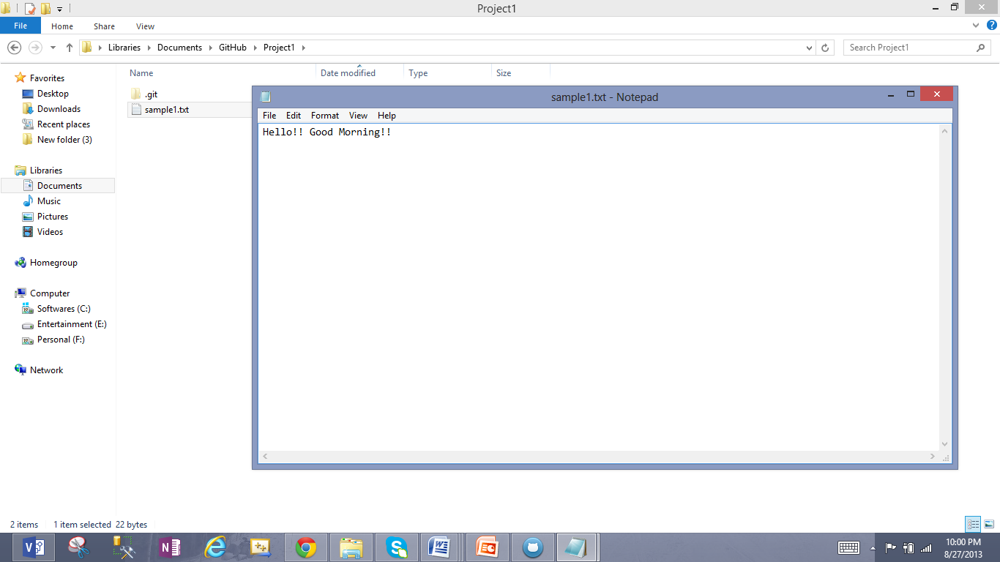 Project1
File Home Share View
Libraries Documents GitHub Project1
Search Project1
Name Date modified Type Size
Favorites
Desktop
Downloads
Recent places
New folder (3)
Libraries
Documents
Music
Pictures
Videos
Homegroup
Computer
Softwares (C:)
Entertainment (E:)
Personal (F:)
Network
.git
sample1.txt
sample1.txt - Notepad
File Edit Format View Help
Hello!! Good Morning!!
2 items 1 item selected 22 bytes
10:00 PM
8/27/2013